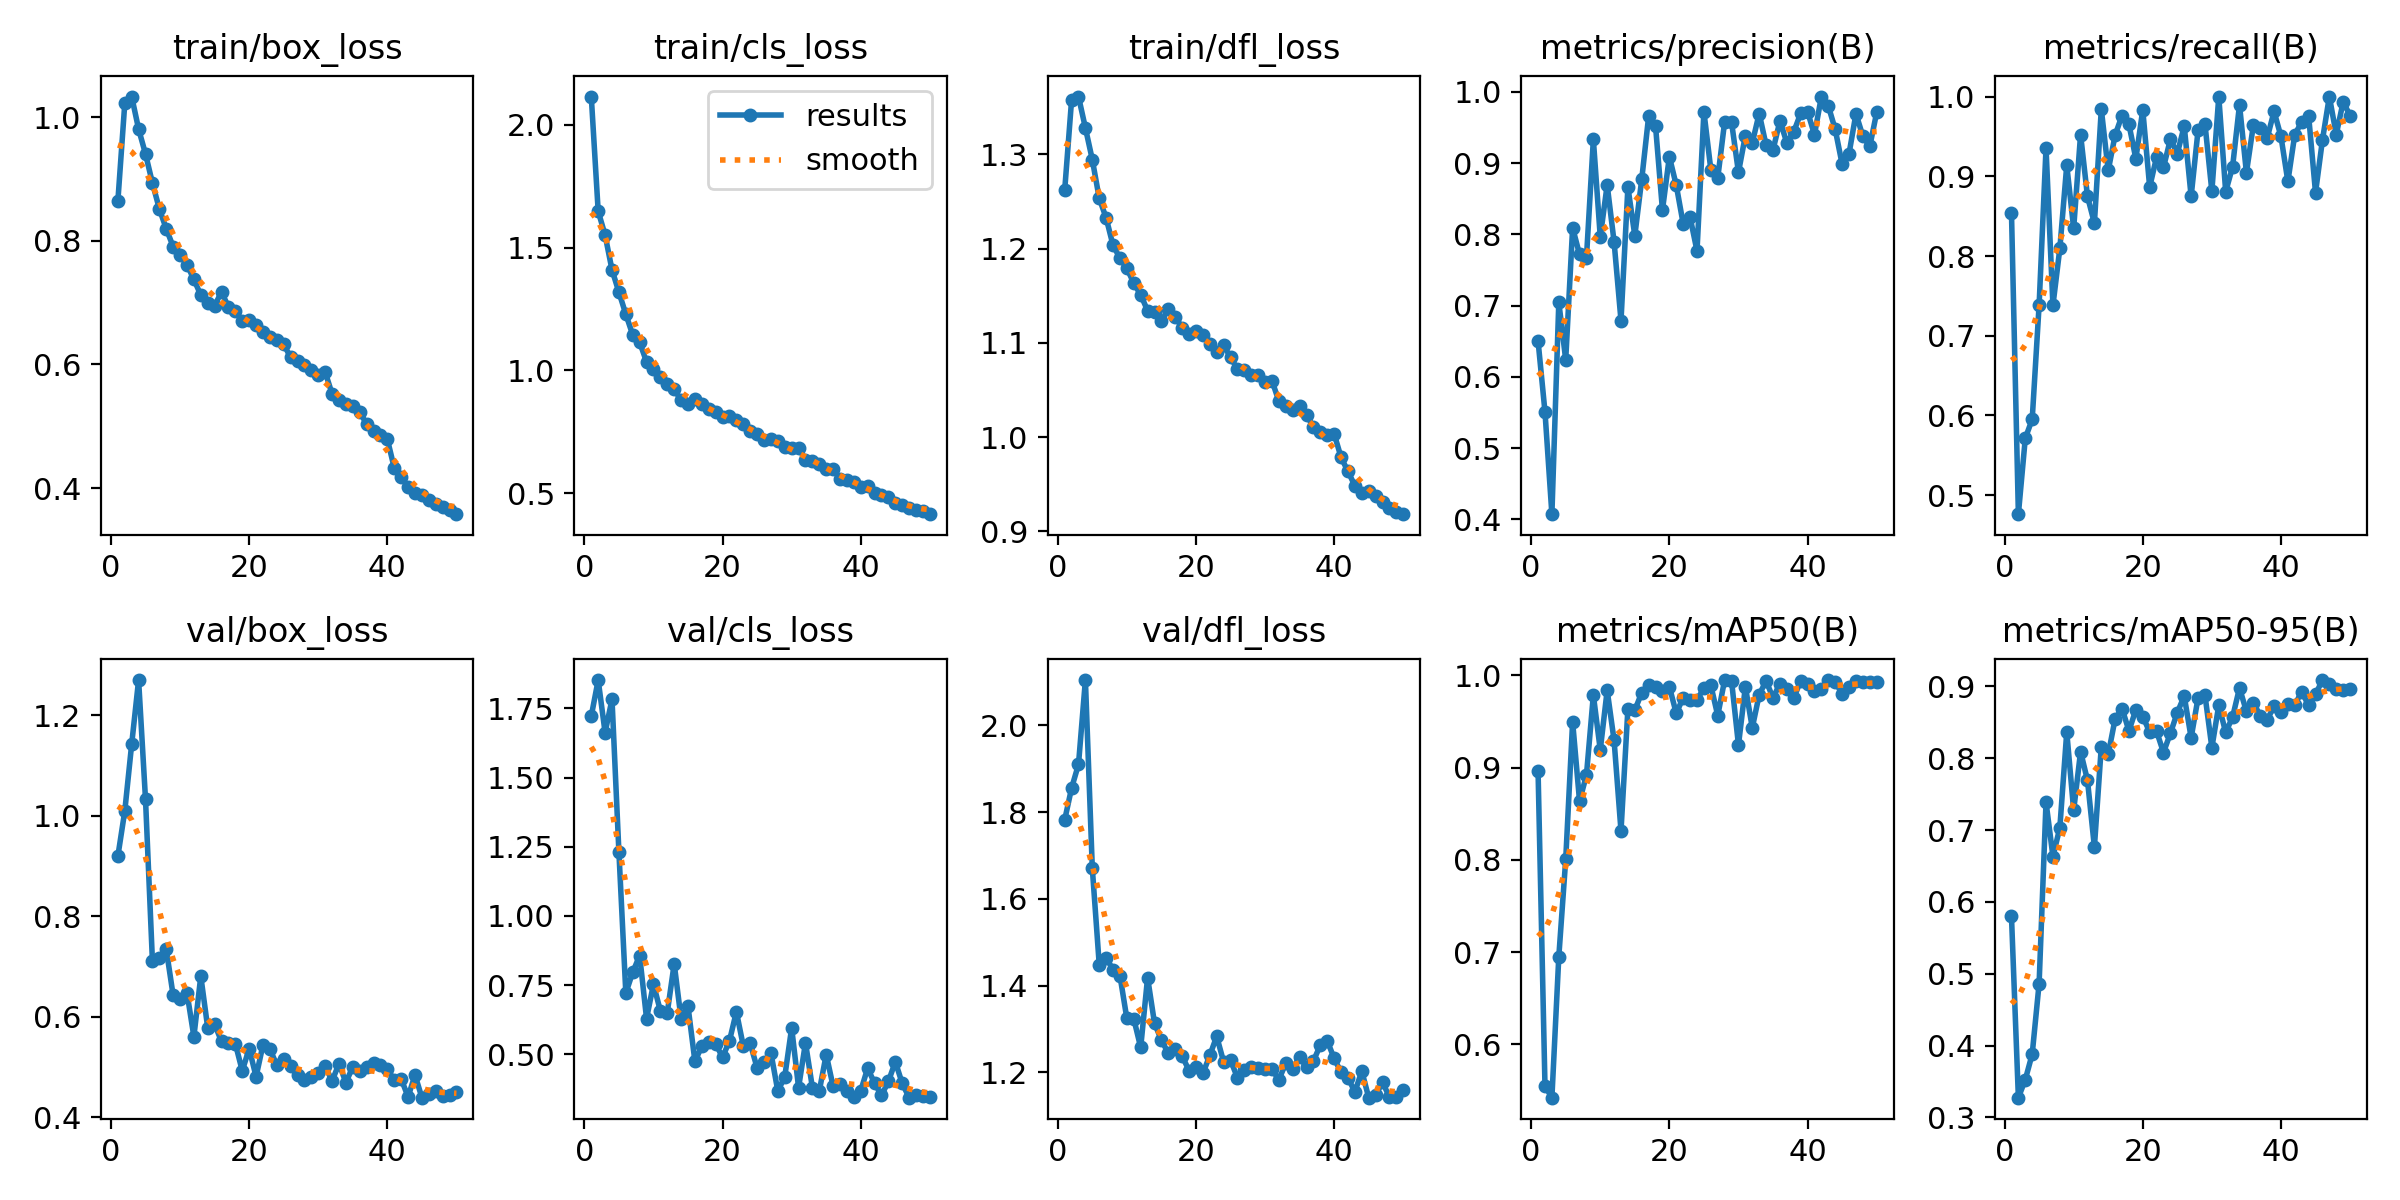 train/box_loss
1.0
0.8
0.6
0.4
0 20 40
train/cls_loss
results
smooth
2.0
1.5
1.0
0.5
0 20 40
train/dfl_loss
1.3
1.2
1.1
1.0
0.9
0 20 40
metrics/precision(B)
1.0
0.9
0.8
0.7
0.6
0.5
0.4
0 20 40
metrics/recall(B)
1.0
0.9
0.8
0.7
0.6
0.5
0 20 40
val/box_loss
1.2
1.0
0.8
0.6
0.4
0 20 40
val/cls_loss
1.75
1.50
1.25
1.00
0.75
0.50
0 20 40
val/dfl_loss
2.0
1.8
1.6
1.4
1.2
0 20 40
metrics/mAP50(B)
1.0
0.9
0.8
0.7
0.6
0 20 40
metrics/mAP50-95(B)
0.9
0.8
0.7
0.6
0.5
0.4
0.3
0 20 40